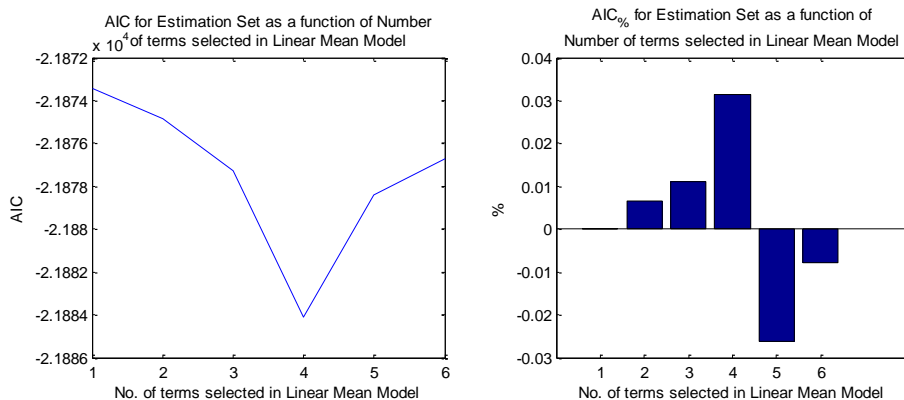 AIC for Estimation Set as a function of Number
x 10⁴ of terms selected in Linear Mean Model
-2.1872
-2.1874
-2.1876
-2.1878
-2.188
-2.1882
-2.1884
-2.1886
AIC
1 2 3 4 5 6
No. of terms selected in Linear Mean Model
AIC% for Estimation Set as a function of
Number of terms selected in Linear Mean Model
0.04
0.03
0.02
0.01
0
-0.01
-0.02
-0.03
%
1 2 3 4 5 6
No. of terms selected in Linear Mean Model